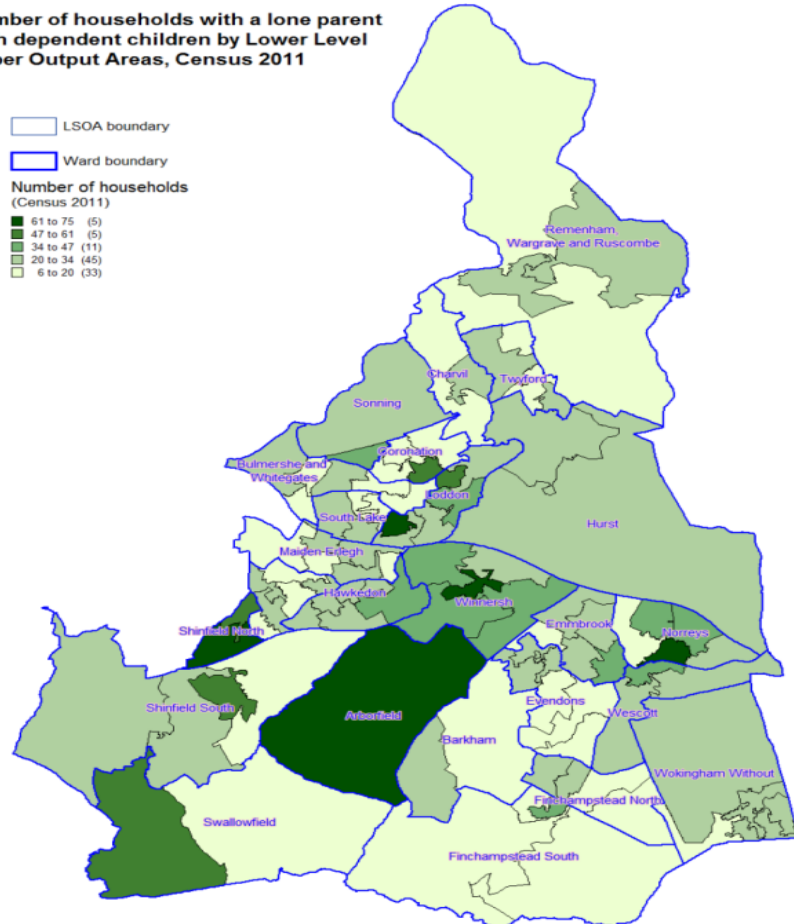 mber of households with a lone parent
n dependent children by Lower Level
er Output Areas, Census 2011
LSOA boundary
Ward boundary
Number of households
(Census 2011)
61 to 75 (5)
47 to 61 (5)
34 to 47 (11)
20 to 34 (45)
6 to 20 (33)
Remenham,
Wargrave and Ruscombe
Charvil
Twyford
Sonning
Coronation
Bulmershe and
Whitegates
Loddon
South Lake
Hurst
Maiden Erlegh
Hawkedon
Winnersh
Emmbrook
Norreys
Shinfield North
Shinfield South
Arborfield
Evendons
Wescott
Barkham
Wokingham Without
Finchampstead North
Swallowfield
Finchampstead South